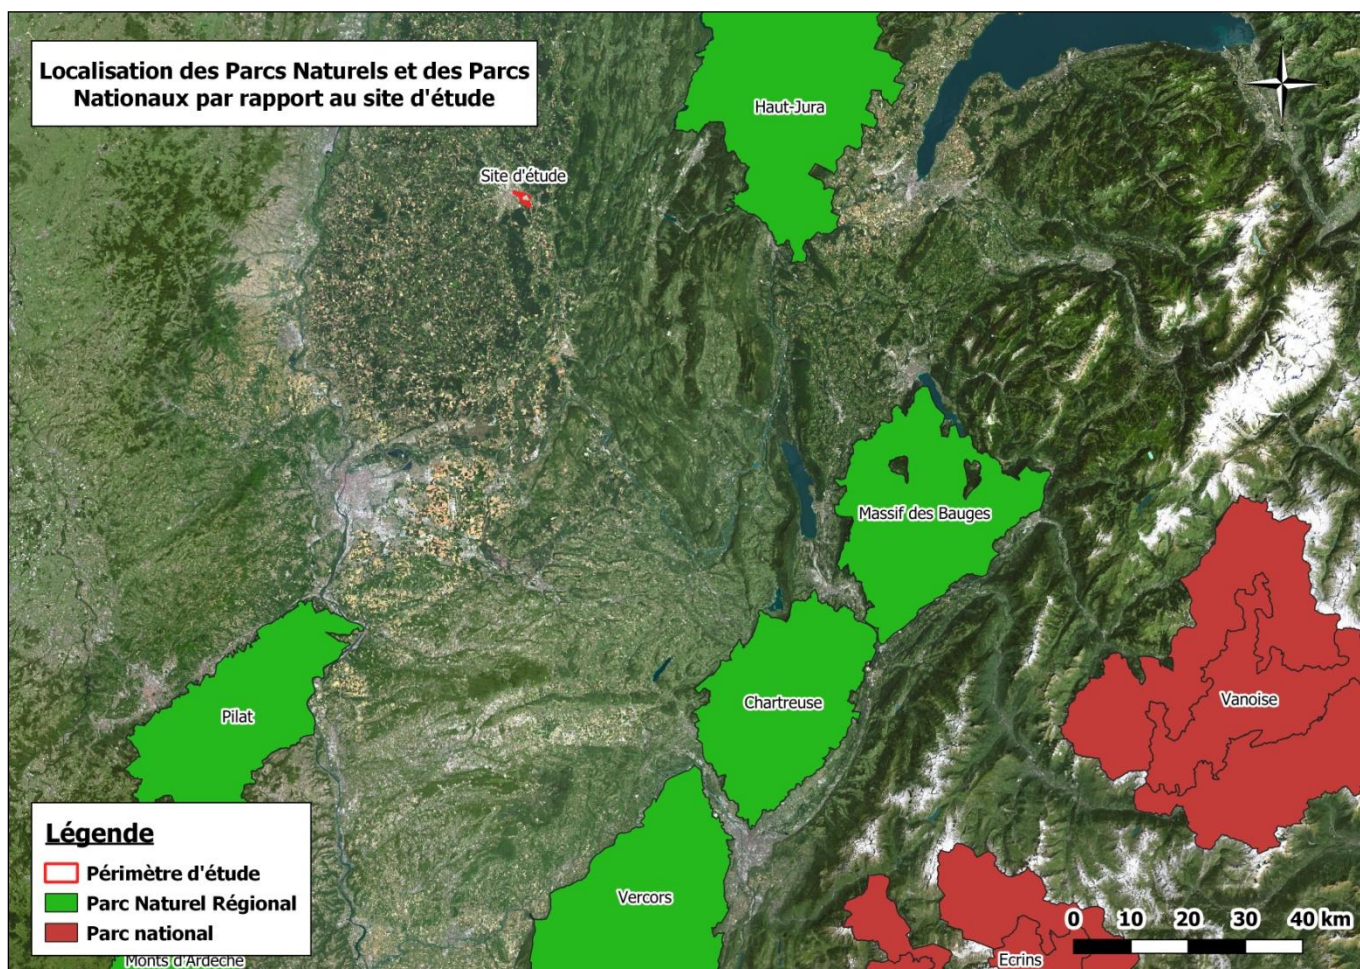 Localisation des Parcs Naturels et des Parcs
Nationaux par rapport au site d'étude
Haut-Jura
Site d'étude
Massif des Bauges
Vanoise
Chartreuse
Pilat
Vercors
Légende
Périmètre d'étude
Parc Naturel Régional
Parc national
Monts d'Ardèche
Ecrins
0 10 20 30 40 km